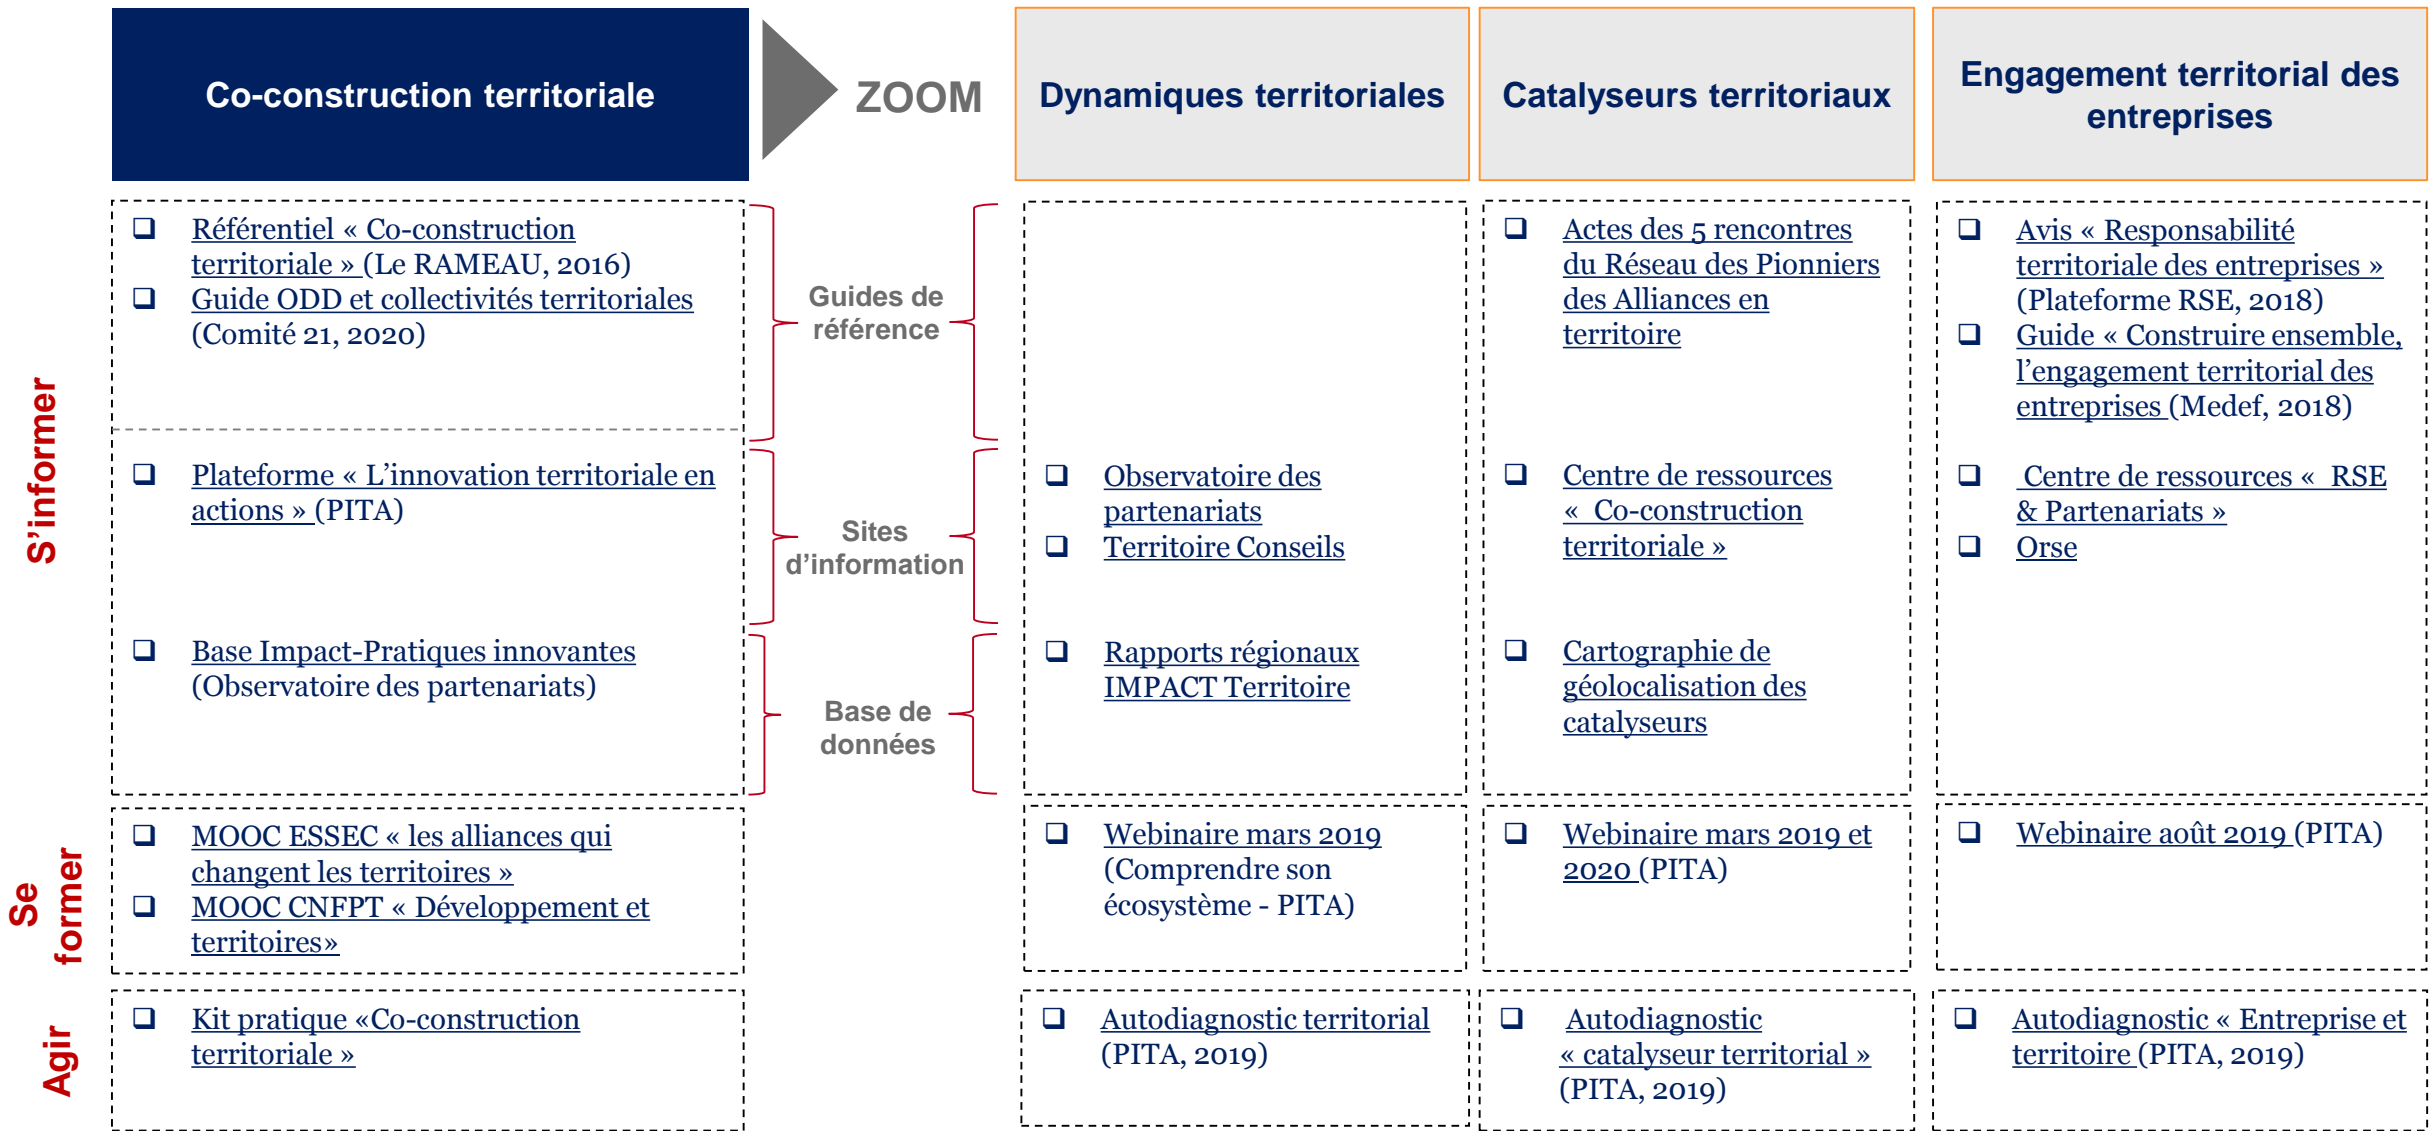 Co-construction territoriale
ZOOM
Dynamiques territoriales
Catalyseurs territoriaux
Engagement territorial des
entreprises
S'informer
❑ Référentiel « Co-construction
territoriale » (Le RAMEAU, 2016)
❑ Guide ODD et collectivités territoriales
(Comité 21, 2020)
Guides de
référence
❑ Actes des 5 rencontres
du Réseau des Pionniers
des Alliances en
territoire
❑ Avis « Responsabilité
territoriale des entreprises »
(Plateforme RSE, 2018)
❑ Guide « Construire ensemble,
l'engagement territorial des
entreprises (Medef, 2018)
❑ Plateforme « L'innovation territoriale en
actions » (PITA)
Sites
d'information
❑ Observatoire des
partenariats
❑ Territoire Conseils
❑ Centre de ressources
« Co-construction
territoriale »
❑ Centre de ressources « RSE
& Partenariats »
❑ Orse
❑ Base Impact-Pratiques innovantes
(Observatoire des partenariats)
Base de
données
❑ Rapports régionaux
IMPACT Territoire
❑ Cartographie de
géolocalisation des
catalyseurs
Se
former
❑ MOOC ESSEC « les alliances qui
changent les territoires »
❑ MOOC CNFPT « Développement et
territoires»
❑ Webinaire mars 2019
(Comprendre son
écosystème - PITA)
❑ Webinaire mars 2019 et
2020 (PITA)
❑ Webinaire août 2019 (PITA)
Agir
❑ Kit pratique «Co-construction
territoriale »
❑ Autodiagnostic territorial
(PITA, 2019)
❑ Autodiagnostic
« catalyseur territorial »
(PITA, 2019)
❑ Autodiagnostic « Entreprise et
territoire (PITA, 2019)